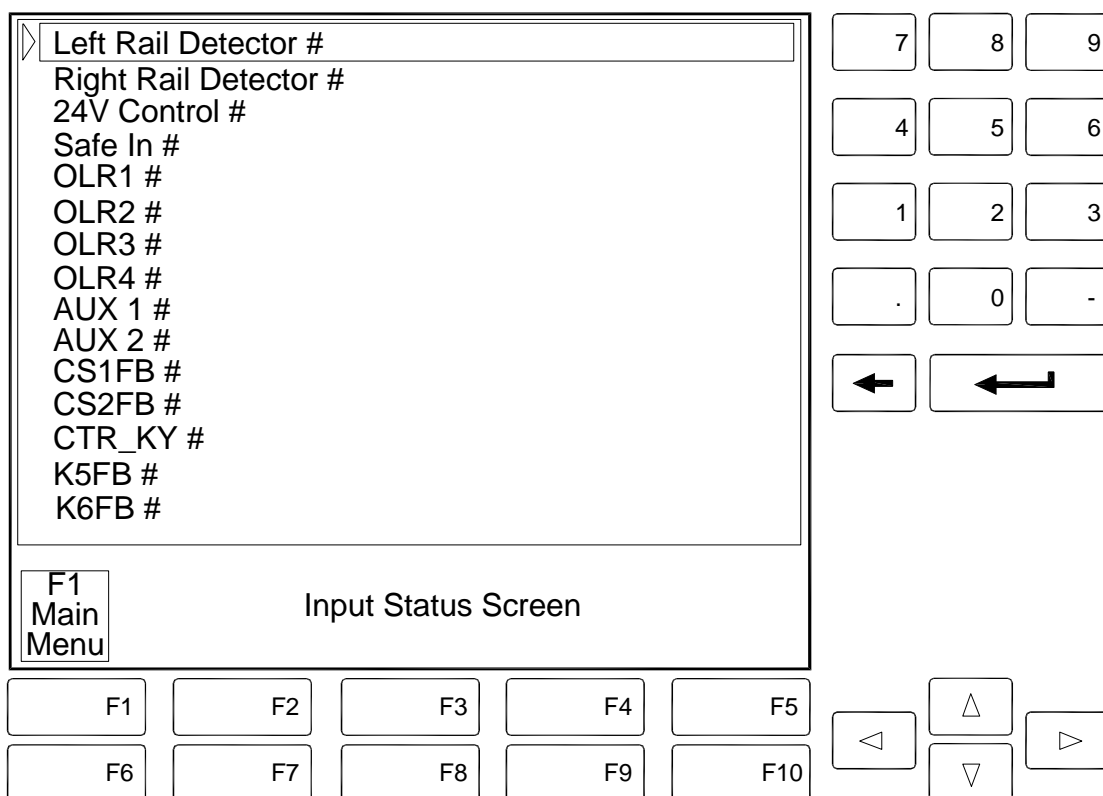 Left Rail Detector #
Right Rail Detector #
24V Control #
Safe In #
OLR1 #
OLR2 #
OLR3 #
OLR4 #
AUX 1 #
AUX 2 #
CS1FB #
CS2FB #
CTR_KY #
K5FB #
K6FB #
F1
Main
Menu
Input Status Screen
F1 F2 F3 F4 F5
F6 F7 F8 F9 F10
7 8 9
4 5 6
1 2 3
. 0 -